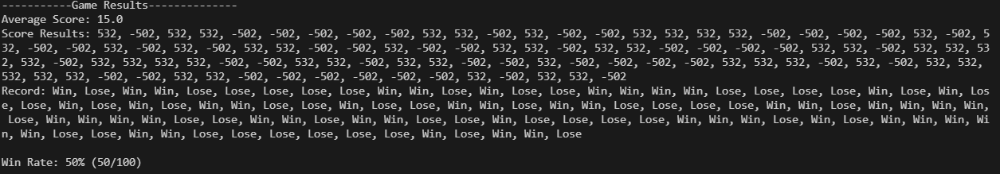 -----------Game Results--------------
Average Score: 15.0
Score Results: 532, -502, 532, 532, -502, -502, -502, -502, -502, 532, 532, -502, 532, -502, -502, 532, 532, 532, 532, -502, -502, -502, -502, 532, -502, 5
32, -502, -502, 532, -502, 532, -502, 532, 532, -502, -502, 532, -502, -502, 532, 532, -502, 532, 532, -502, -502, -502, -502, 532, 532, -502, 532, 532, 53
2, 532, -502, 532, 532, 532, 532, -502, -502, 532, 532, -502, 532, 532, -502, -502, 532, -502, -502, -502, -502, 532, 532, 532, -502, 532, -502, 532, 532, 
532, 532, 532, -502, -502, 532, 532, -502, -502, -502, -502, -502, -502, 532, -502, 532, 532, -502
Record: Win, Lose, Win, Win, Lose, Lose, Lose, Lose, Lose, Win, Win, Lose, Win, Lose, Lose, Win, Win, Win, Win, Lose, Lose, Lose, Lose, Win, Lose, Win, Los
e, Lose, Win, Lose, Win, Lose, Win, Win, Lose, Lose, Win, Lose, Lose, Win, Win, Lose, Win, Win, Lose, Lose, Lose, Lose, Win, Win, Lose, Win, Win, Win, Win,
Lose, Win, Win, Win, Win, Lose, Lose, Win, Win, Lose, Win, Win, Lose, Lose, Win, Lose, Lose, Lose, Lose, Win, Win, Win, Lose, Win, Lose, Win, Win, Win, Wi
n, Win, Lose, Lose, Win, Win, Lose, Lose, Lose, Lose, Lose, Lose, Win, Lose, Win, Win, Lose
Win Rate: 50% (50/100)